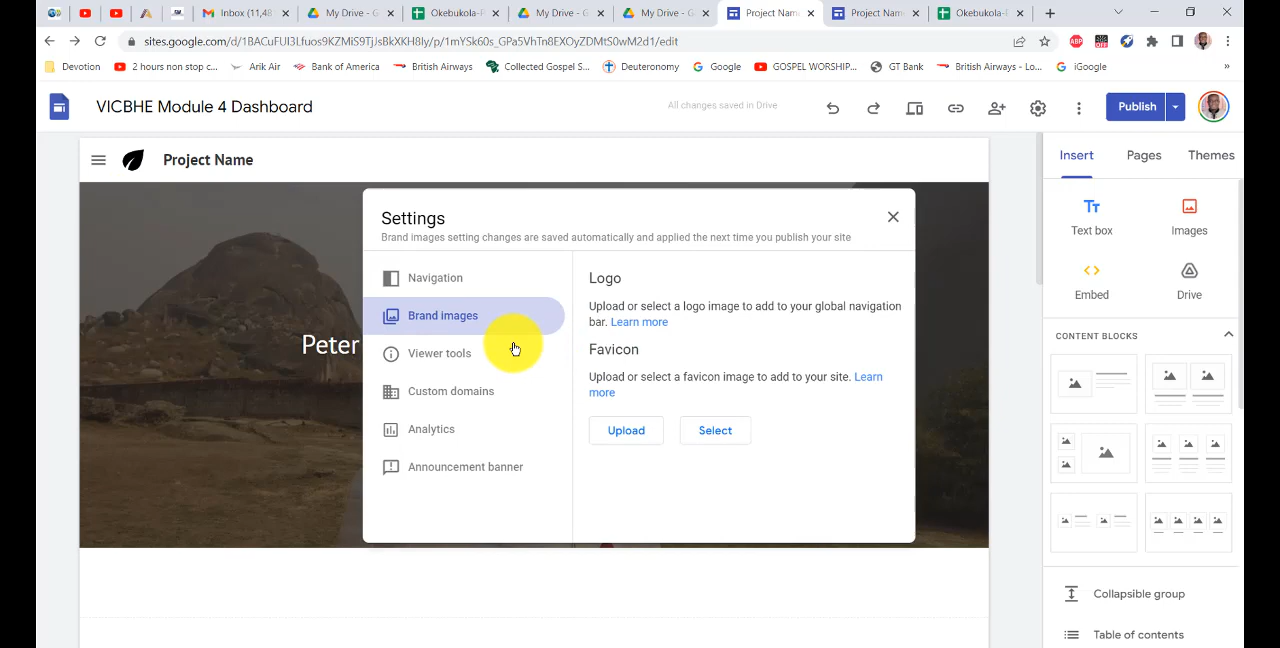 Inbox (11,48
My Drive - G
Okebukola-P
My Drive - G
My Drive - G
Project Name
Project Name
Okebukola-P
sites.google.com/d/1BACuFUI3Lfuos9KZMiS9TjJsBkXKH8ly/p/1mYSk60s_GPa5VhTn8EXOyZDMtS0wM2d1/edit
Devotion
2 hours non stop c...
Arik Air
Bank of America
British Airways
Collected Gospel S...
Deuteronomy
Google
GOSPEL WORSHIP...
GT Bank
British Airways - Lo...
iGoogle
»
VICBHE Module 4 Dashboard
All changes saved in Drive
Publish
Project Name
Insert
Pages
Themes
Settings
Brand images setting changes are saved automatically and applied the next time you publish your site
Navigation
Brand images
Viewer tools
Custom domains
Analytics
Announcement banner
Logo
Upload or select a logo image to add to your global navigation
bar. Learn more
Favicon
Upload or select a favicon image to add to your site. Learn
more
Upload
Select
Peter
Tт
Text box
Images
Embed
Drive
CONTENT BLOCKS
Collapsible group
Table of contents